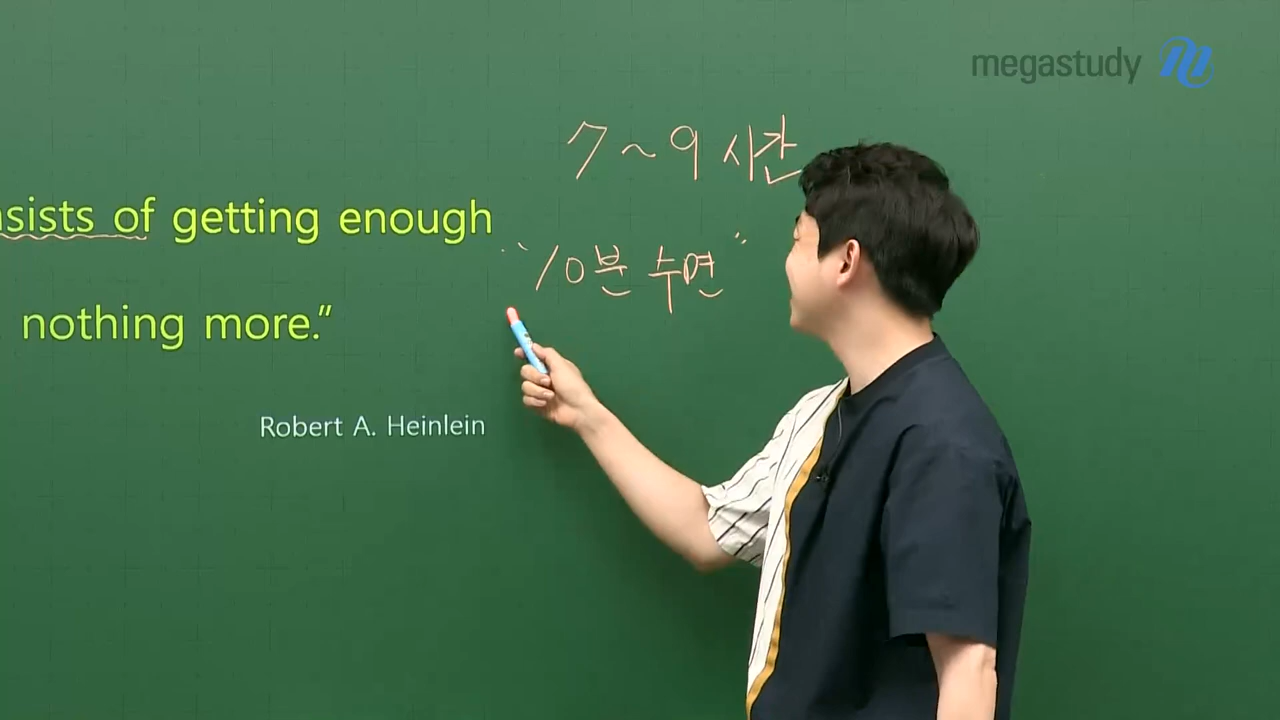 megastudy
7~9 시간
nsists of getting enough
"10분 수면"
nothing more.”
Robert A. Heinlein